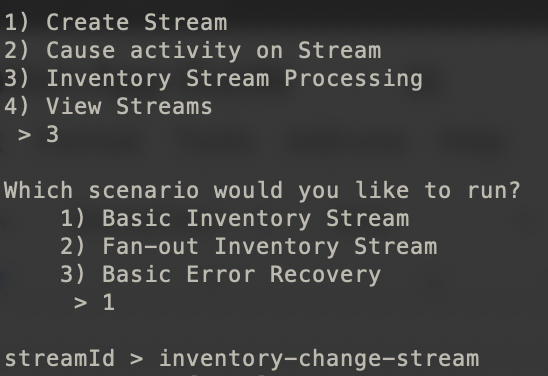 1) Create Stream
2) Cause activity on Stream
3) Inventory Stream Processing
4) View Streams
 > 3
Which scenario would you like to run?
    1) Basic Inventory Stream
    2) Fan-out Inventory Stream
    3) Basic Error Recovery
     > 1
streamId > inventory-change-stream